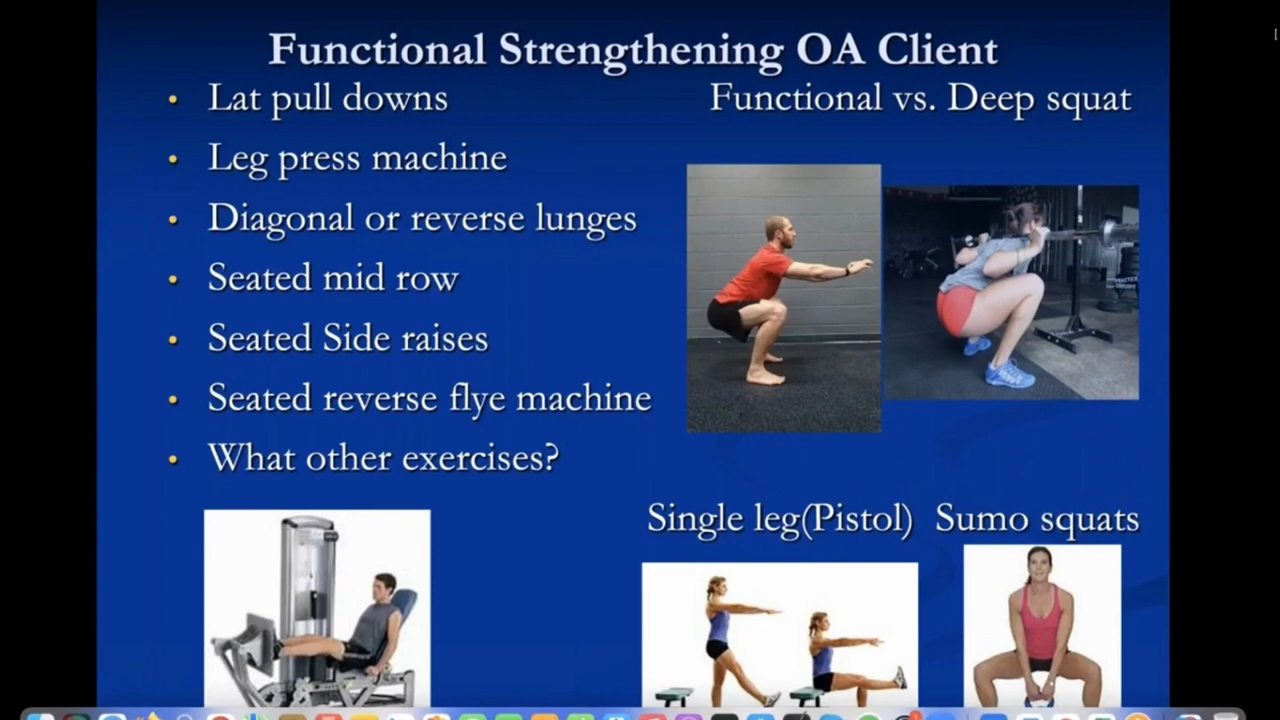 Functional Strengthening OA Client
• Lat pull downs
• Leg press machine
• Diagonal or reverse lunges
• Seated mid row
• Seated Side raises
• Seated reverse flye machine
• What other exercises?
Functional vs. Deep squat
Single leg(Pistol) Sumo squats